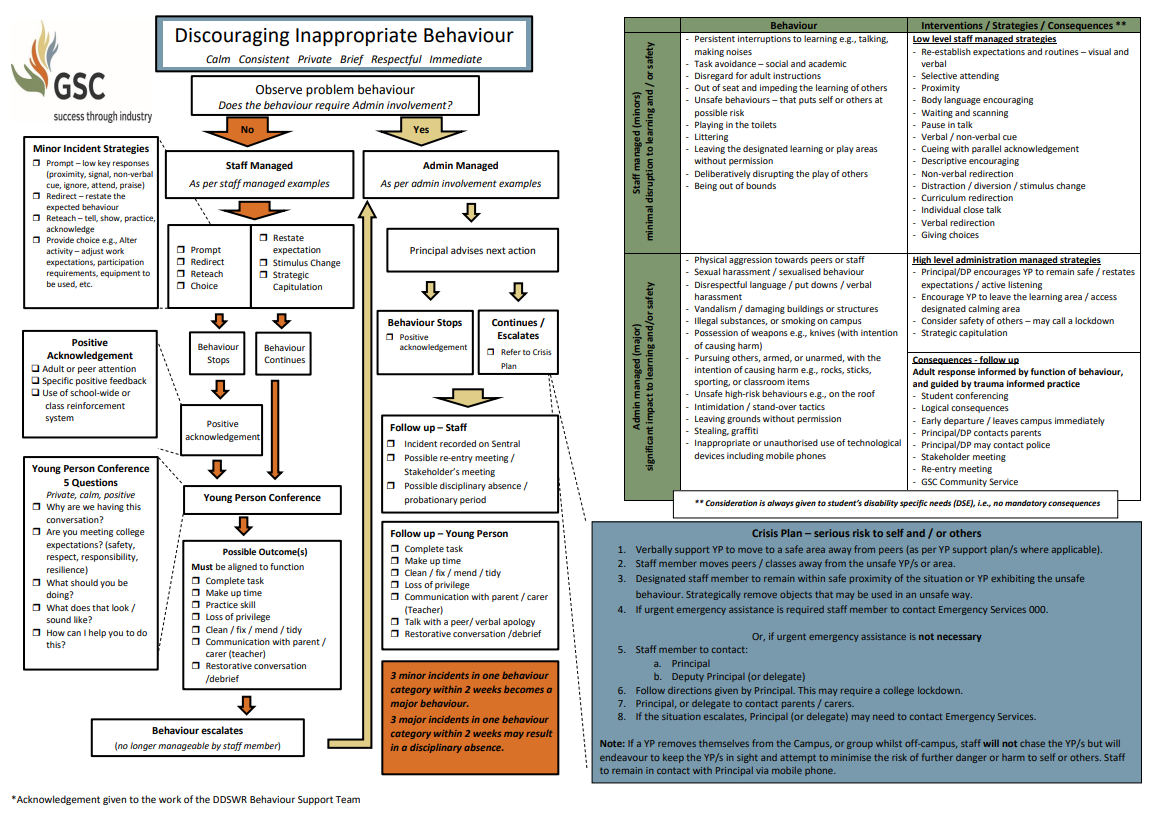 GSC
success through industry
Discouraging Inappropriate Behaviour
Calm Consistent Private Brief Respectful Immediate
Observe problem behaviour
Does the behaviour require Admin involvement?
No
Yes
Minor Incident Strategies
❑ Prompt – low key responses
(proximity, signal, non-verbal
cue, ignore, attend, praise)
❑ Redirect – restate the
expected behaviour
❑ Reteach – tell, show, practice,
acknowledge
❑ Provide choice e.g., Alter
activity – adjust work
expectations, participation
requirements, equipment to
be used, etc.
Staff Managed
As per staff managed examples
Admin Managed
As per admin involvement examples
❑ Prompt
❑ Redirect
❑ Reteach
❑ Choice
❑ Restate
expectation
❑ Stimulus Change
❑ Strategic
Capitulation
Principal advises next action
Behaviour
Stops
Behaviour
Continues
Behaviour Stops
❑ Positive
acknowledgement
Continues /
Escalates
❑ Refer to Crisis
Plan
Positive
Acknowledgement
❑ Adult or peer attention
❑ Specific positive feedback
❑ Use of school-wide or
class reinforcement
system
Positive
acknowledgement
Young Person Conference
5 Questions
Private, calm, positive
❑ Why are we having this
conversation?
❑ Are you meeting college
expectations? (safety,
respect, responsibility,
resilience)
❑ What should you be
doing?
❑ What does that look /
sound like?
❑ How can I help you to do
this?
Young Person Conference
Possible Outcome(s)
Must be aligned to function
❑ Complete task
❑ Make up time
❑ Practice skill
❑ Loss of privilege
❑ Clean / fix / mend / tidy
❑ Communication with parent /
carer (teacher)
❑ Restorative conversation
/debrief
Behaviour escalates
(no longer manageable by staff member)
Follow up – Staff
❑ Incident recorded on Sentral
❑ Possible re-entry meeting /
Stakeholder's meeting
❑ Possible disciplinary absence /
probationary period
Follow up – Young Person
❑ Complete task
❑ Make up time
❑ Clean / fix / mend / tidy
❑ Loss of privilege
❑ Communication with parent / carer
(Teacher)
❑ Talk with a peer/ verbal apology
❑ Restorative conversation /debrief
3 minor incidents in one behaviour
category within 2 weeks becomes a
major behaviour.
3 major incidents in one behaviour
category within 2 weeks may result
in a disciplinary absence.
*Acknowledgement given to the work of the DDSWR Behaviour Support Team
Behaviour
Interventions / Strategies / Consequences **
Staff managed (minors)
minimal disruption to learning and / or safety
- Persistent interruptions to learning e.g., talking,
making noises
- Task avoidance – social and academic
- Disregard for adult instructions
- Out of seat and impeding the learning of others
- Unsafe behaviours – that puts self or others at
possible risk
- Playing in the toilets
- Littering
- Leaving the designated learning or play areas
without permission
- Deliberately disrupting the play of others
- Being out of bounds
Low level staff managed strategies
- Re-establish expectations and routines – visual and
verbal
- Selective attending
- Proximity
- Body language encouraging
- Waiting and scanning
- Pause in talk
- Verbal / non-verbal cue
- Cueing with parallel acknowledgement
- Descriptive encouraging
- Non-verbal redirection
- Distraction / diversion / stimulus change
- Curriculum redirection
- Individual close talk
- Verbal redirection
- Giving choices
Admin managed (major)
significant impact to learning and/or safety
- Physical aggression towards peers or staff
- Sexual harassment / sexualised behaviour
- Disrespectful language / put downs / verbal
harassment
- Vandalism / damaging buildings or structures
- Illegal substances, or smoking on campus
- Possession of weapons e.g., knives (with intention
of causing harm)
- Pursuing others, armed, or unarmed, with the
intention of causing harm e.g., rocks, sticks,
sporting, or classroom items
- Unsafe high-risk behaviours e.g., on the roof
- Intimidation / stand-over tactics
- Leaving grounds without permission
- Stealing, graffiti
- Inappropriate or unauthorised use of technological
devices including mobile phones
High level administration managed strategies
- Principal/DP encourages YP to remain safe / restates
expectations / active listening
- Encourage YP to leave the learning area / access
designated calming area
- Consider safety of others – may call a lockdown
- Strategic capitulation
Consequences - follow up
Adult response informed by function of behaviour,
and guided by trauma informed practice
- Student conferencing
- Logical consequences
- Early departure / leaves campus immediately
- Principal/DP contacts parents
- Principal/DP may contact police
- Stakeholder meeting
- Re-entry meeting
- GSC Community Service
** Consideration is always given to student's disability specific needs (DSE), i.e., no mandatory consequences
Crisis Plan – serious risk to self and / or others
1. Verbally support YP to move to a safe area away from peers (as per YP support plan/s where applicable).
2. Staff member moves peers / classes away from the unsafe YP/s or area.
3. Designated staff member to remain within safe proximity of the situation or YP exhibiting the unsafe
behaviour. Strategically remove objects that may be used in an unsafe way.
4. If urgent emergency assistance is required staff member to contact Emergency Services 000.
Or, if urgent emergency assistance is not necessary
5. Staff member to contact:
a. Principal
b. Deputy Principal (or delegate)
6. Follow directions given by Principal. This may require a college lockdown.
7. Principal, or delegate to contact parents / carers.
8. If the situation escalates, Principal (or delegate) may need to contact Emergency Services.
Note: If a YP removes themselves from the Campus, or group whilst off-campus, staff will not chase the YP/s but will
endeavour to keep the YP/s in sight and attempt to minimise the risk of further danger or harm to self or others. Staff
to remain in contact with Principal via mobile phone.